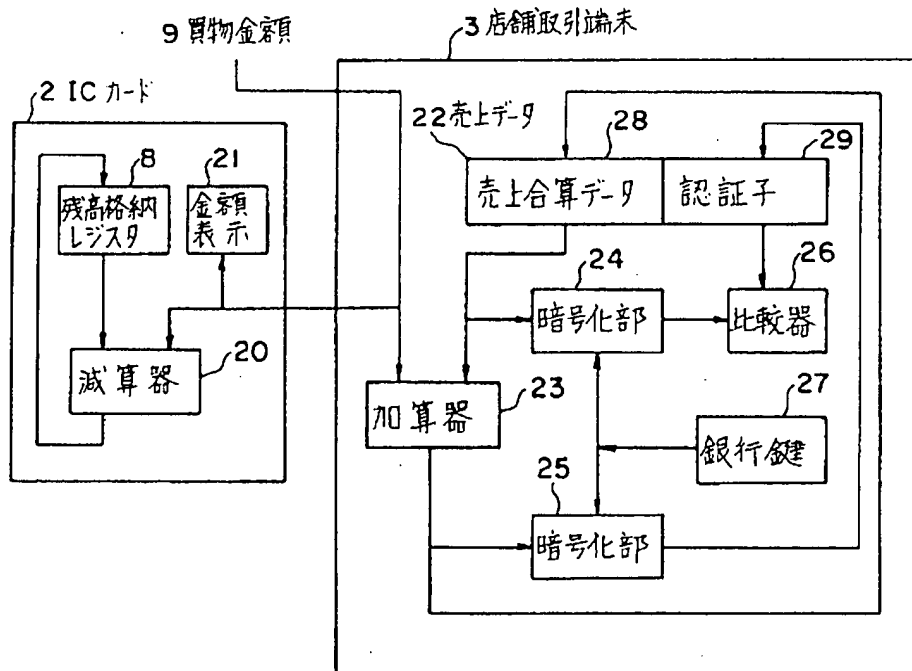 9 買物金額
3 店舗取引端末
2 ICカード
8
残高格納
レジスタ
21
金額
表示
減算器
20
22 売上データ
28
売上合算データ
29
認証子
24
暗号化部
26
比較器
加算器
23
27
銀行鍵
25
暗号化部